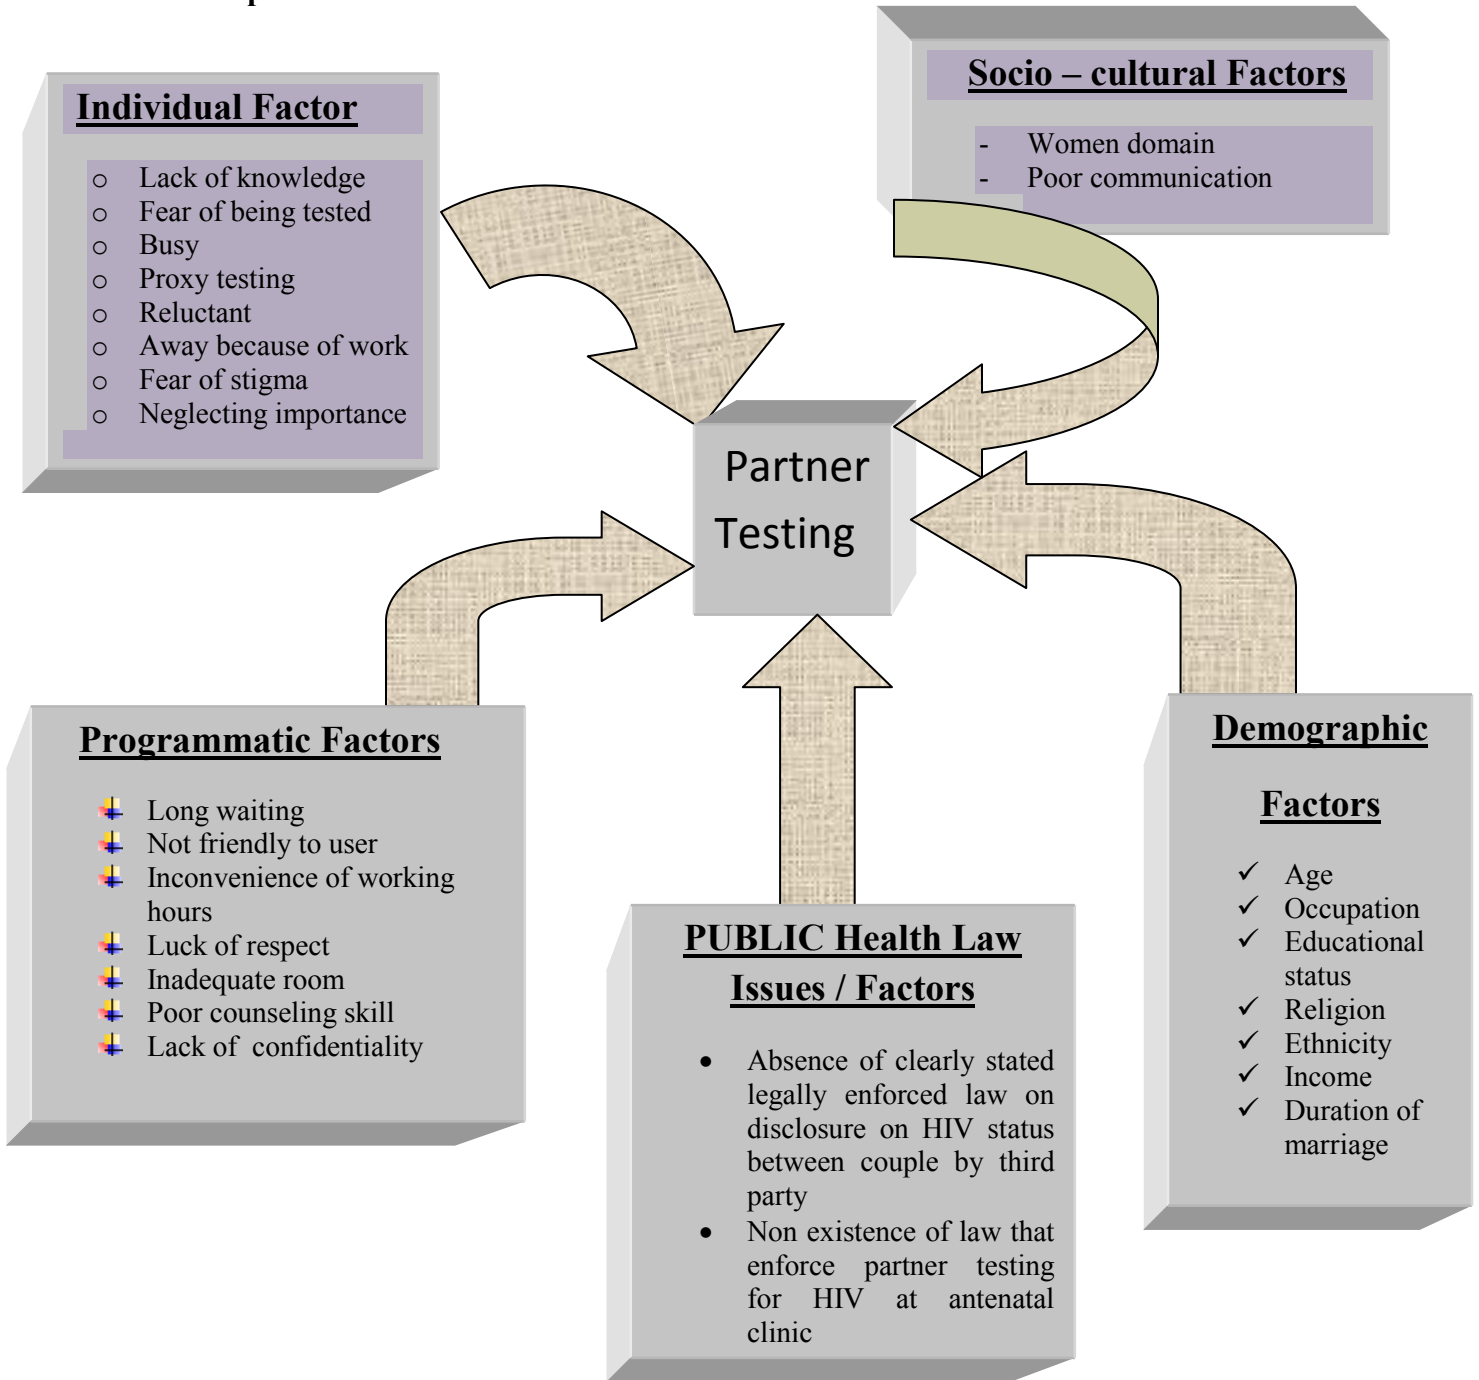 Individual Factor
o Lack of knowledge
o Fear of being tested
o Busy
o Proxy testing
o Reluctant
o Away because of work
o Fear of stigma
o Neglecting importance
Socio – cultural Factors
- Women domain
- Poor communication
Partner
Testing
Programmatic Factors
Long waiting
Not friendly to user
Inconvenience of working
hours
Luck of respect
Inadequate room
Poor counseling skill
Lack of confidentiality
PUBLIC Health Law
Issues / Factors
• Absence of clearly stated
legally enforced law on
disclosure on HIV status
between couple by third
party
• Non existence of law that
enforce partner testing
for HIV at antenatal
clinic
Demographic
Factors
✓ Age
✓ Occupation
✓ Educational
status
✓ Religion
✓ Ethnicity
✓ Income
✓ Duration of
marriage